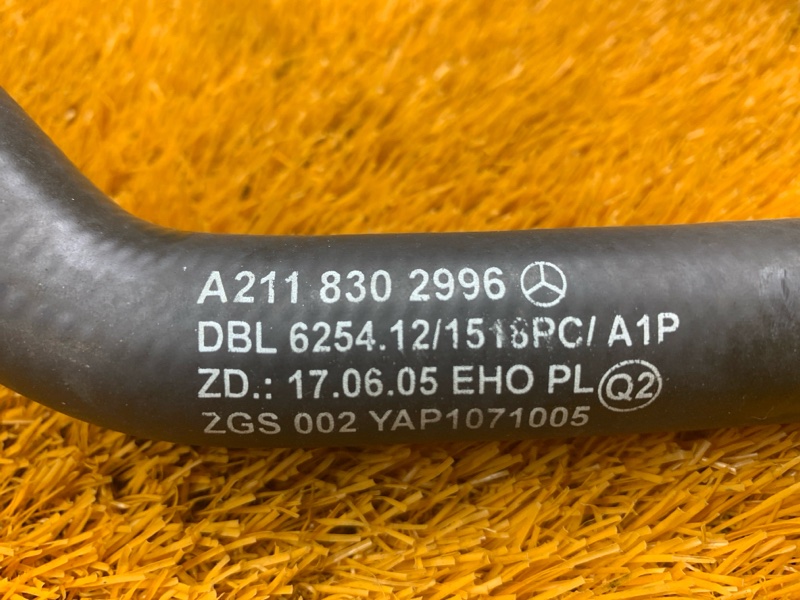 A211 830 2996
DBL 6254.12/1518PC/ A1P
ZD.: 17.06.05 EHO PL Q2
ZGS 002 YAP1071005